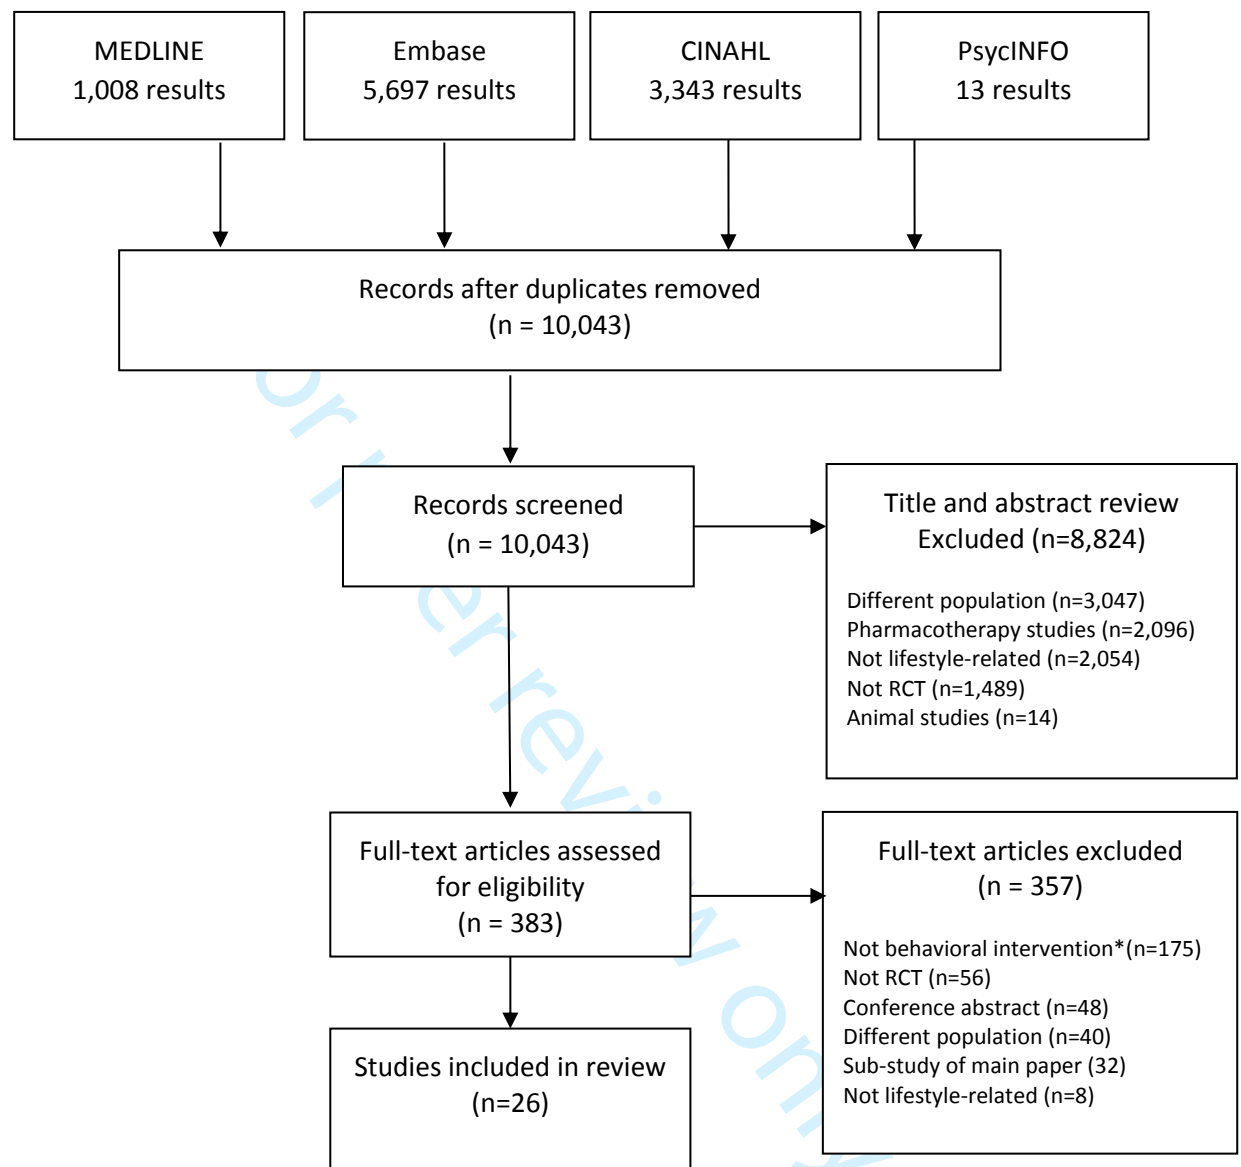 MEDLINE
1,008 results
Embase
5,697 results
CINAHL
3,343 results
PsycINFO
13 results
Records after duplicates removed
(n = 10,043)
Records screened
(n = 10,043)
Title and abstract review
Excluded (n=8,824)
Different population (n=3,047)
Pharmacotherapy studies (n=2,096)
Not lifestyle-related (n=2,054)
Not RCT (n=1,489)
Animal studies (n=14)
Full-text articles assessed
for eligibility
(n = 383)
Full-text articles excluded
(n = 357)
Not behavioral intervention*(n=175)
Not RCT (n=56)
Conference abstract (n=48)
Different population (n=40)
Sub-study of main paper (32)
Not lifestyle-related (n=8)
Studies included in review
(n=26)
review only